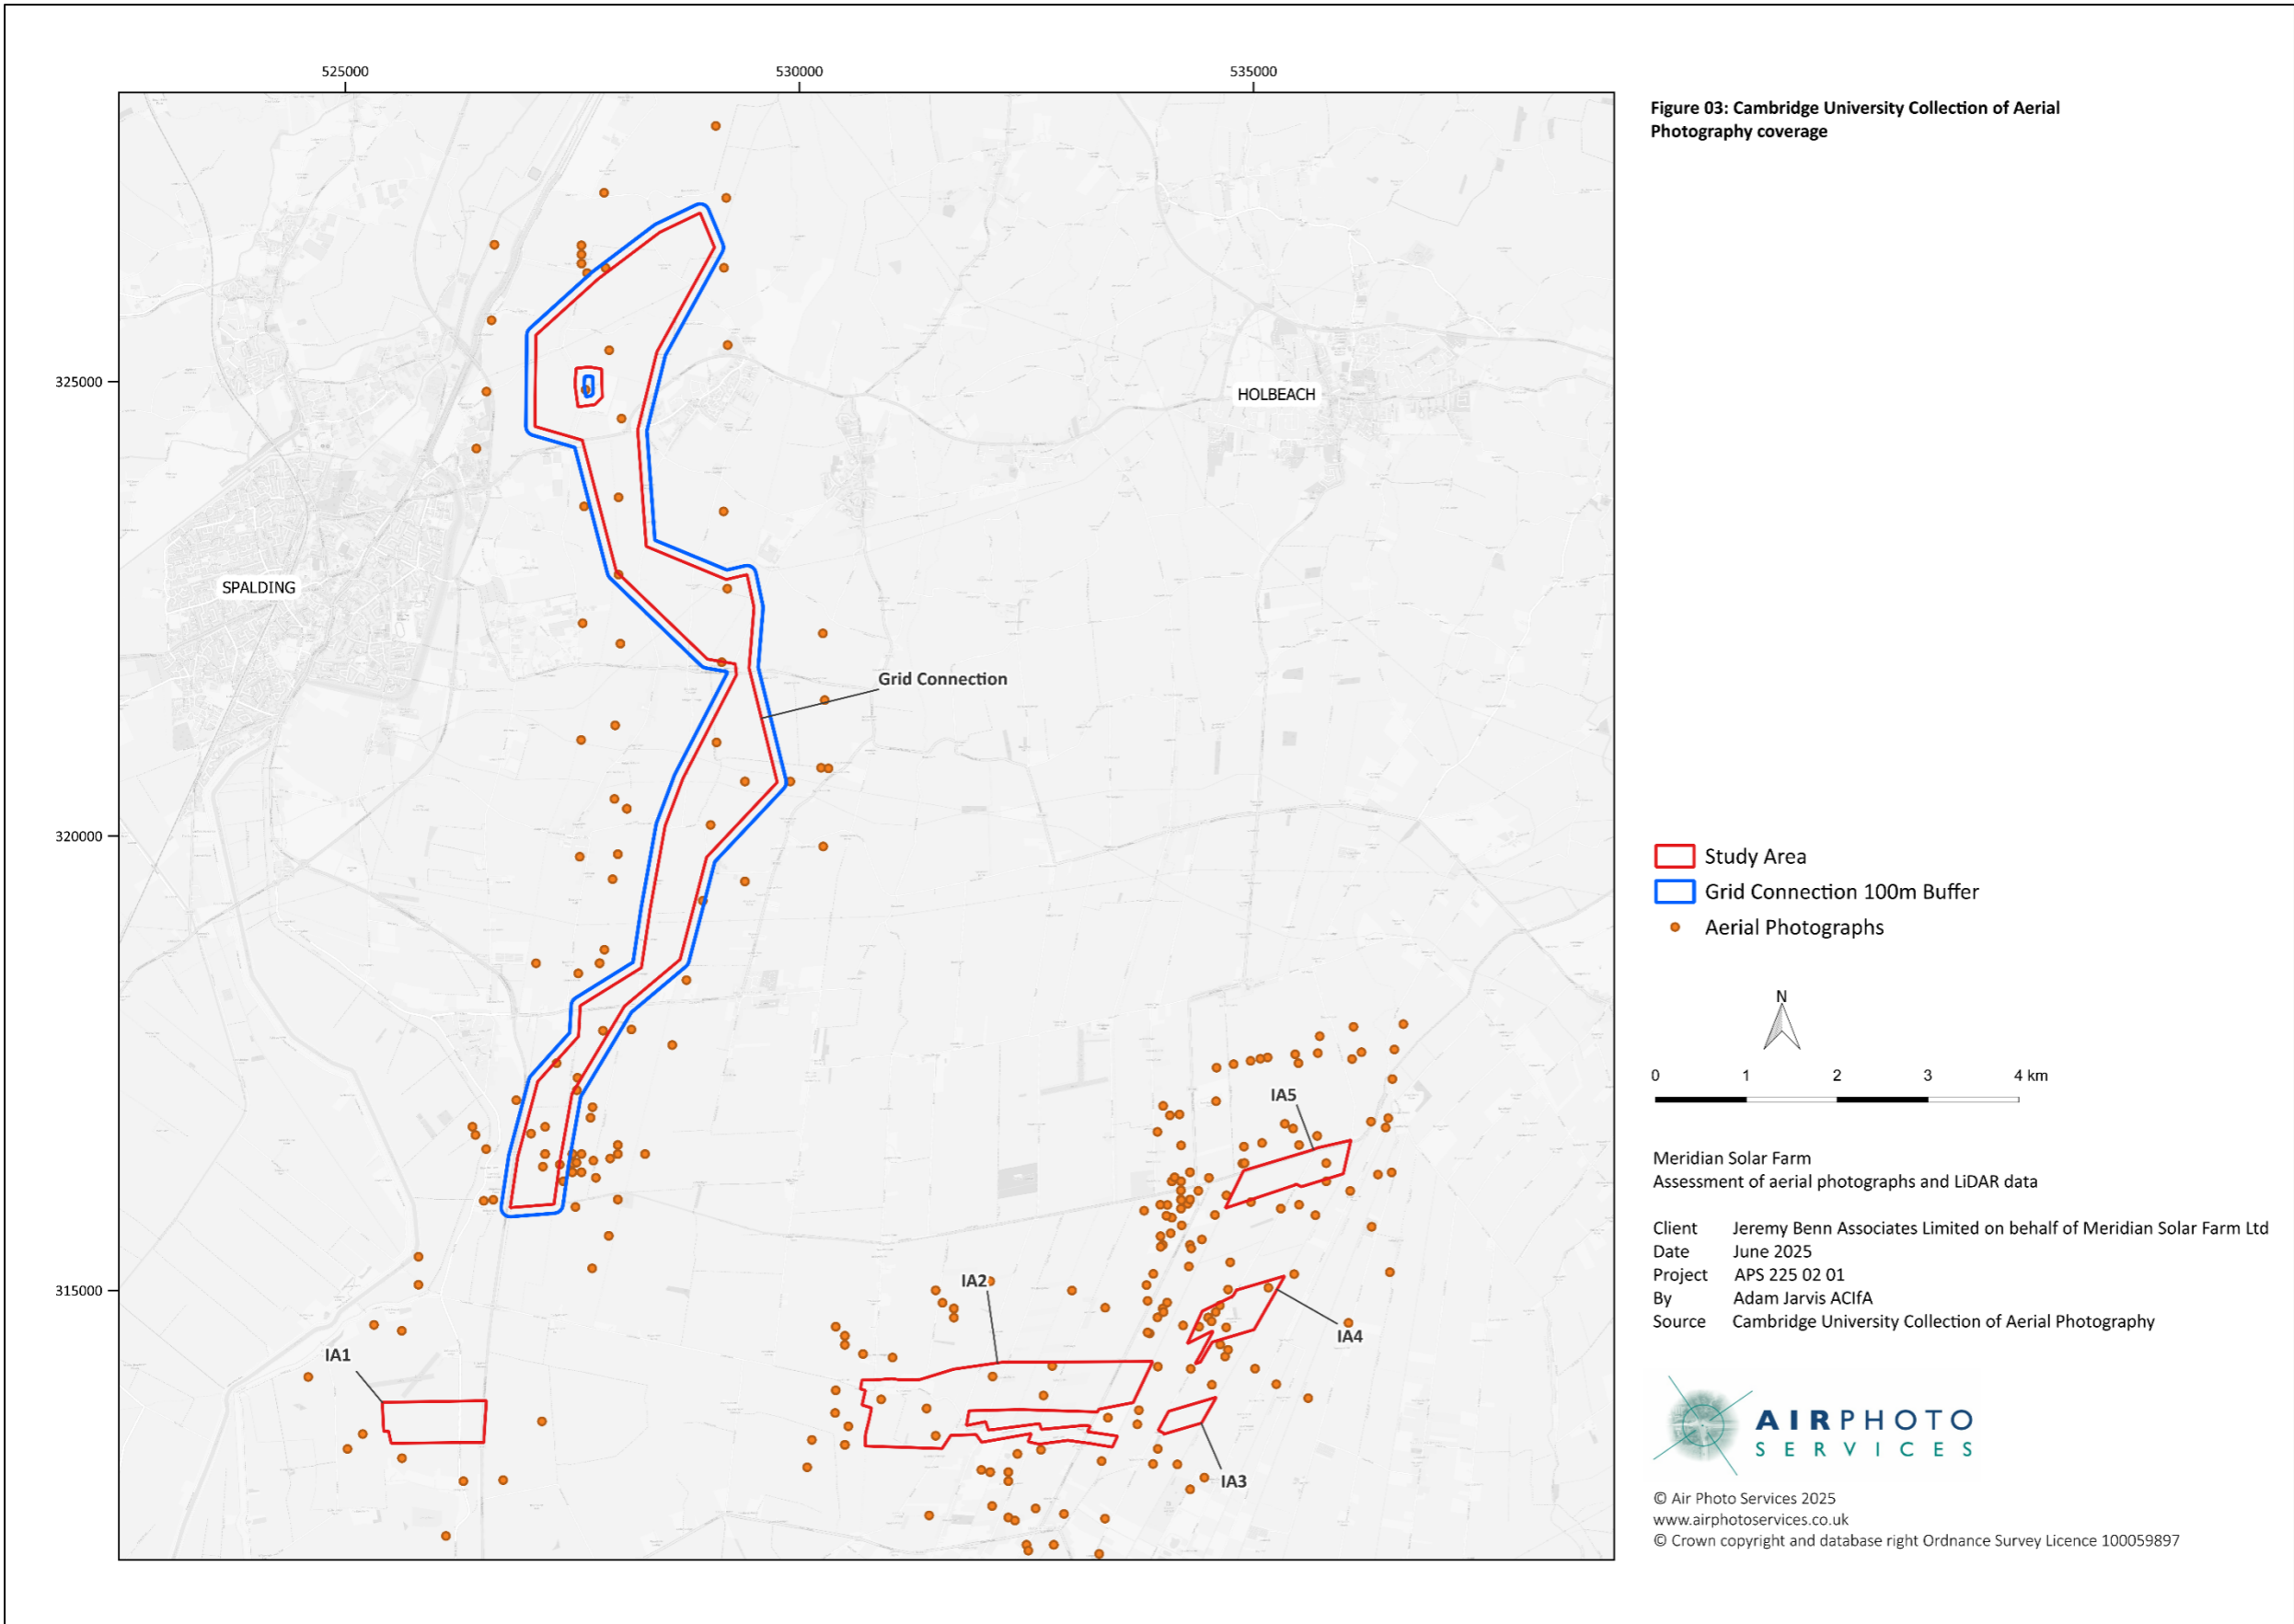 525000
530000
535000
325000
320000
315000
HOLBEACH
SPALDING
Grid Connection
IA5
IA2
IA4
IA1
IA3
Figure 03: Cambridge University Collection of Aerial
Photography coverage
Study Area
Grid Connection 100m Buffer
Aerial Photographs
N
0 1 2 3 4 km
Meridian Solar Farm
Assessment of aerial photographs and LiDAR data
Client Jeremy Benn Associates Limited on behalf of Meridian Solar Farm Ltd
Date June 2025
Project APS 225 02 01
By Adam Jarvis ACIfA
Source Cambridge University Collection of Aerial Photography
AIRPHOTO
SERVICES
© Air Photo Services 2025
www.airphotoservices.co.uk
© Crown copyright and database right Ordnance Survey Licence 100059897